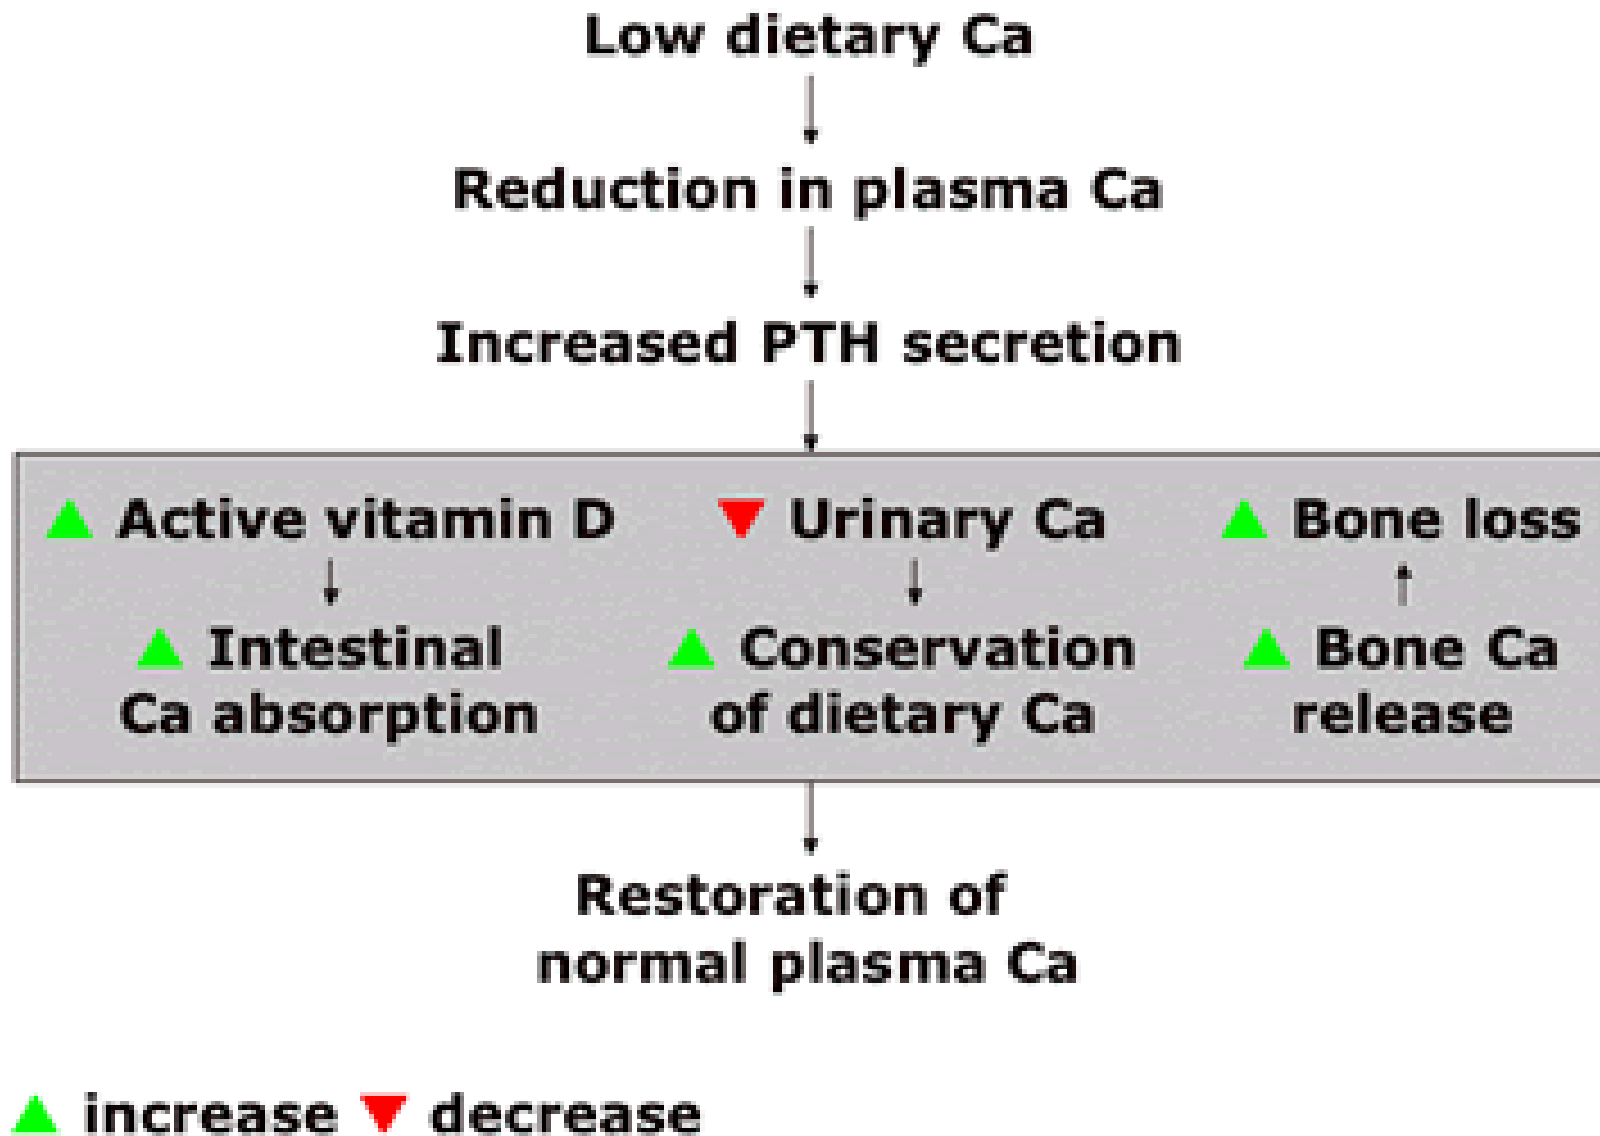 Low dietary Ca
Reduction in plasma Ca
Increased PTH secretion
Active vitamin D
Intestinal
Ca absorption
Urinary Ca
Conservation
of dietary Ca
Bone loss
Bone Ca
release
Restoration of
normal plasma Ca
increase decrease